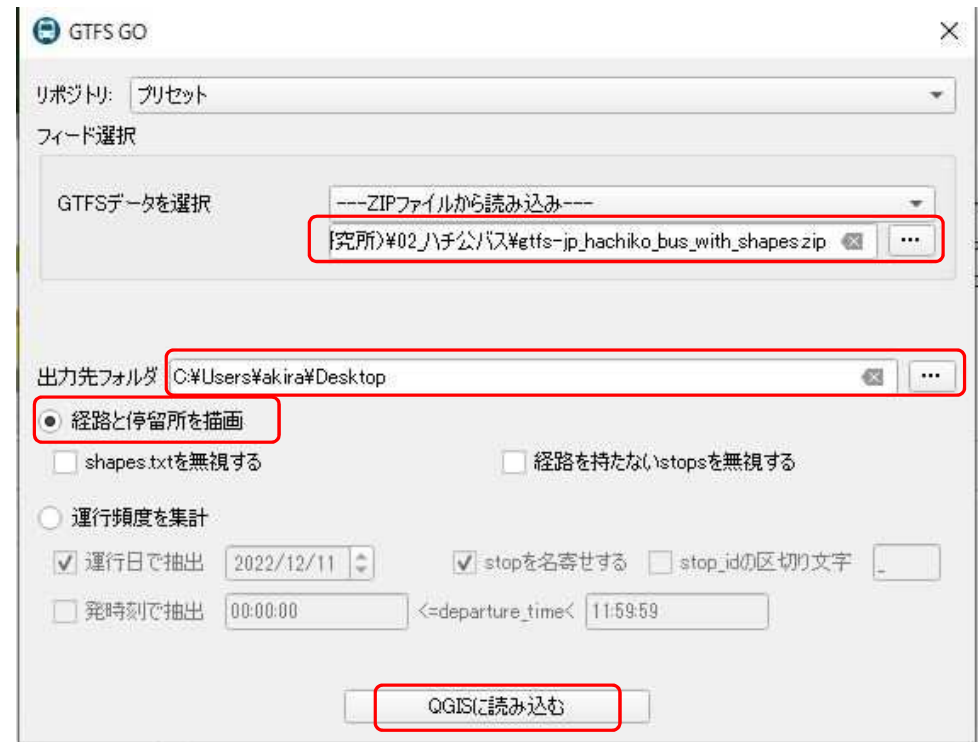 GTFS GO
リポジトリ: プリセット
フィード選択
GTFSデータを選択 ---ZIPファイルから読み込み---
究所)¥02_ハチ公バス¥gtfs-jp_hachiko_bus_with_shapes.zip ...
出力先フォルダ C:¥Users¥akira¥Desktop ...
経路と停留所を描画
shapes.txtを無視する 経路を持たないstopsを無視する
運行頻度を集計
運行日で抽出 2022/12/11 stopを名寄せする stop_idの区切り文字 _
発時刻で抽出 00:00:00 <=departure_time< 11:59:59
QGISに読み込む